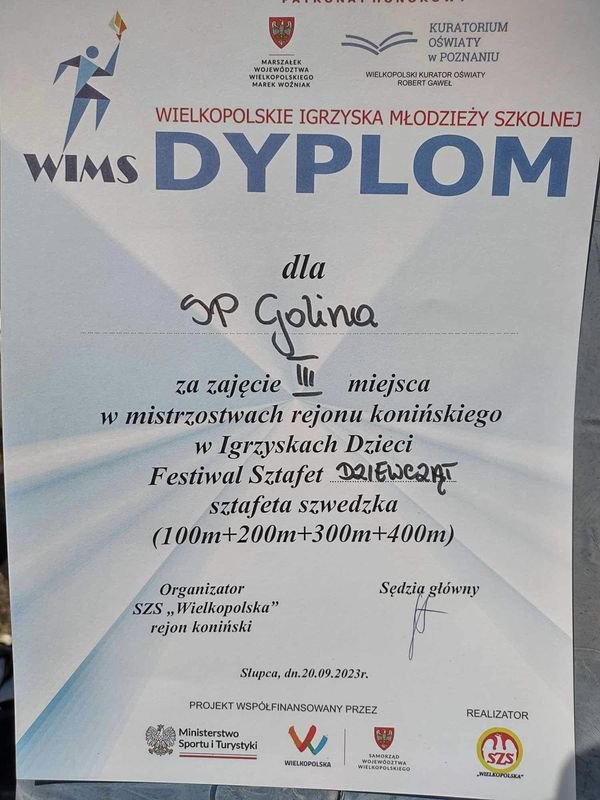 PATRONAT HONOROWY
MARSZAŁEK
WOJEWÓDZTWA
WIELKOPOLSKIEGO
MAREK WOŹNIAK
KURATORIUM
OŚWIATY
w POZNANIU
WIELKOPOLSKI KURATOR OŚWIATY
ROBERT GAWEŁ
WIMS
WIELKOPOLSKIE IGRZYSKA MŁODZIEŻY SZKOLNEJ
DYPLOM
dla
SP Golina
za zajęcie III miejsca
w mistrzostwach rejonu konińskiego
w Igrzyskach Dzieci
Festiwal Sztafet DZIEWCZĄT
sztafeta szwedzka
(100m+200m+300m+400m)
Organizator
SZS „Wielkopolska”
rejon koniński
Sędzia główny
Słupca, dn.20.09.2023r.
PROJEKT WSPÓŁFINANSOWANY PRZEZ
Ministerstwo
Sportu i Turystyki
WIELKOPOLSKA
SAMORZĄD
WOJEWÓDZTWA
WIELKOPOLSKIEGO
REALIZATOR
SZS
„WIELKOPOLSKA”